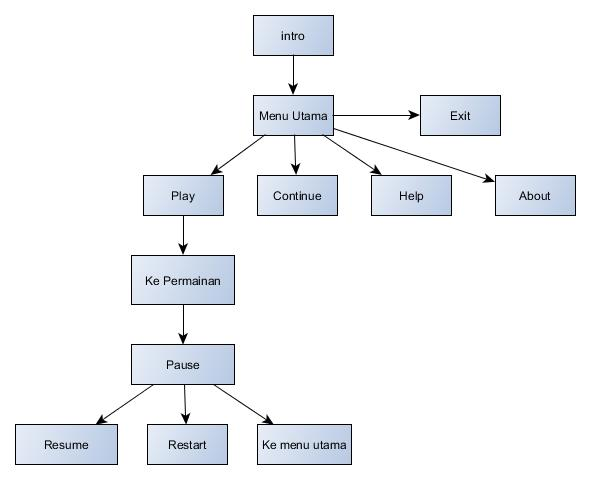 intro
Menu Utama
Exit
Play
Continue
Help
About
Ke Permainan
Pause
Resume
Restart
Ke menu utama